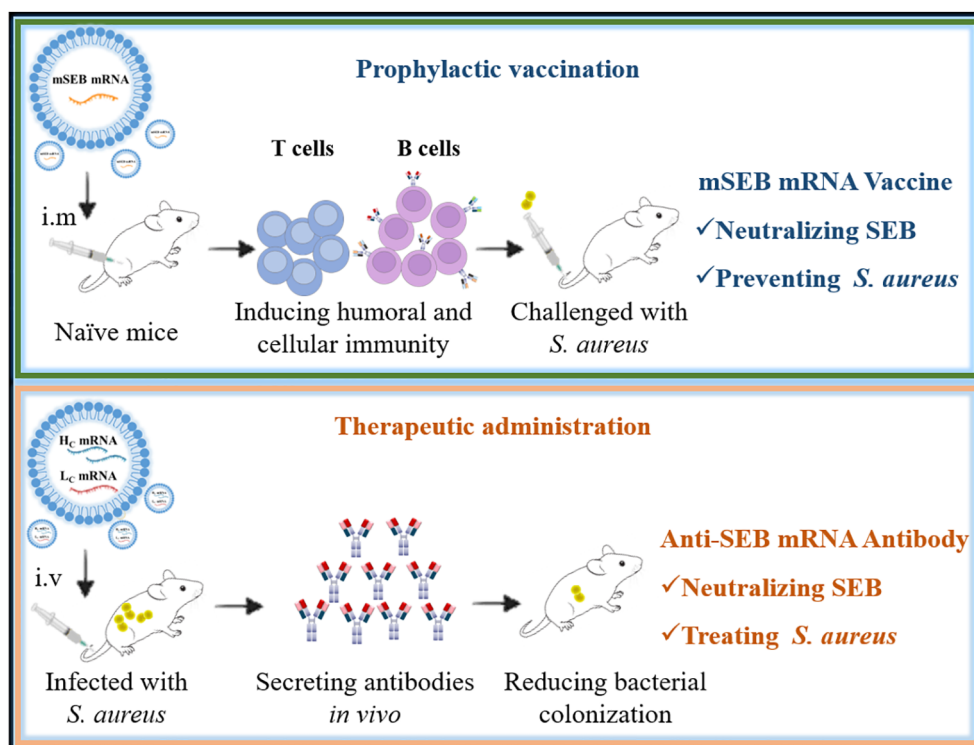 Prophylactic vaccination
mSEB mRNA
i.m
Naïve mice
T cells
B cells
Inducing humoral and
cellular immunity
Challenged with
S. aureus
mSEB mRNA Vaccine
✓Neutralizing SEB
✓Preventing S. aureus
Therapeutic administration
HC mRNA
LC mRNA
i.v
Infected with
S. aureus
Secreting antibodies
in vivo
Reducing bacterial
colonization
Anti-SEB mRNA Antibody
✓Neutralizing SEB
✓Treating S. aureus